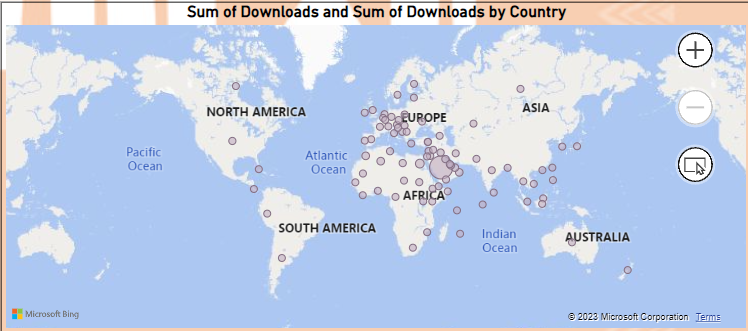 Sum of Downloads and Sum of Downloads by Country
NORTH AMERICA
EUROPE
ASIA
Pacific
Ocean
Atlantic
Ocean
AFRICA
SOUTH AMERICA
Indian
Ocean
AUSTRALIA
Microsoft Bing
© 2023 Microsoft Corporation Terms